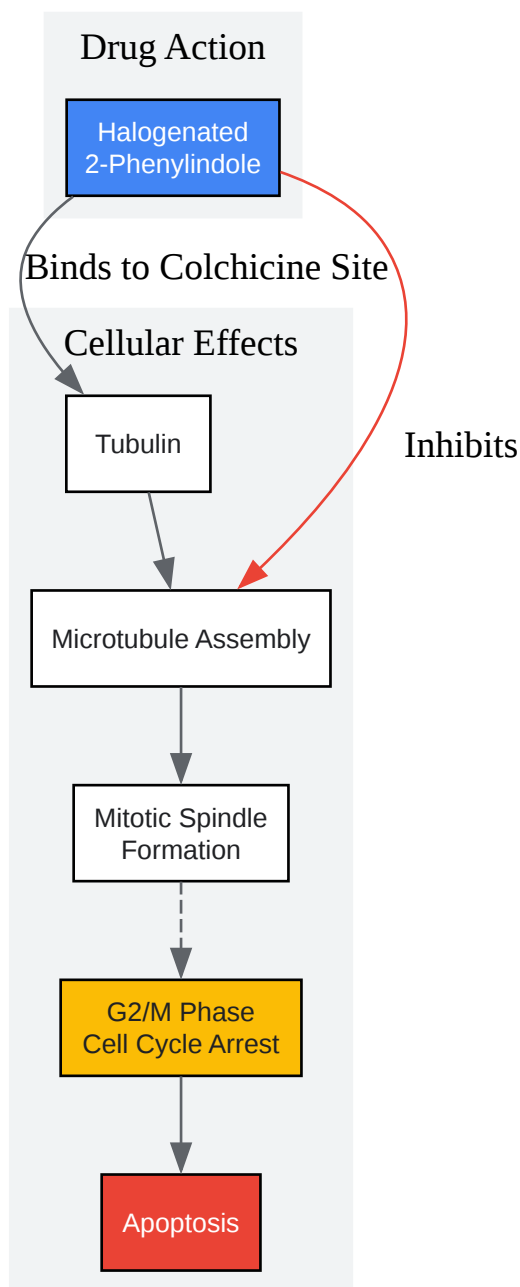 Drug Action
Halogenated
2-Phenylindole
Binds to Colchicine Site
Cellular Effects
Tubulin
Inhibits
Microtubule Assembly
Mitotic Spindle
Formation
G2/M Phase
Cell Cycle Arrest
Apoptosis